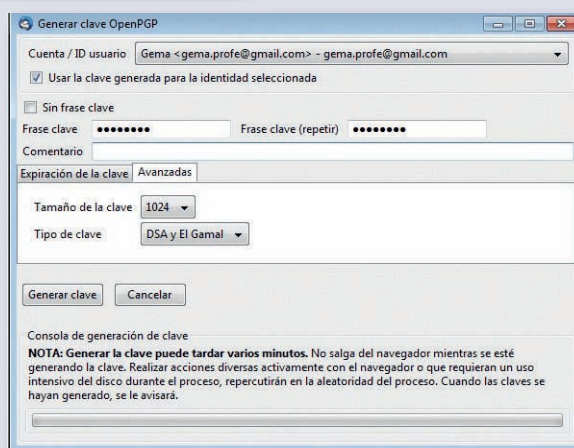 Generar clave OpenPGP
Cuenta / ID usuario Gema <gema.profe@gmail.com> - gema.profe@gmail.com
Usar la clave generada para la identidad seleccionada
Sin frase clave
Frase clave •••••••• Frase clave (repetir) ••••••••
Comentario
Expiración de la clave Avanzadas
Tamaño de la clave 1024
Tipo de clave DSA y El Gamal
Generar clave Cancelar
Consola de generación de clave
NOTA: Generar la clave puede tardar varios minutos. No salga del navegador mientras se esté
generando la clave. Realizar acciones diversas activamente con el navegador o que requieran un uso
intensivo del disco durante el proceso, repercutirán en la aleatoridad del proceso. Cuando las claves se
hayan generado, se le avisará.